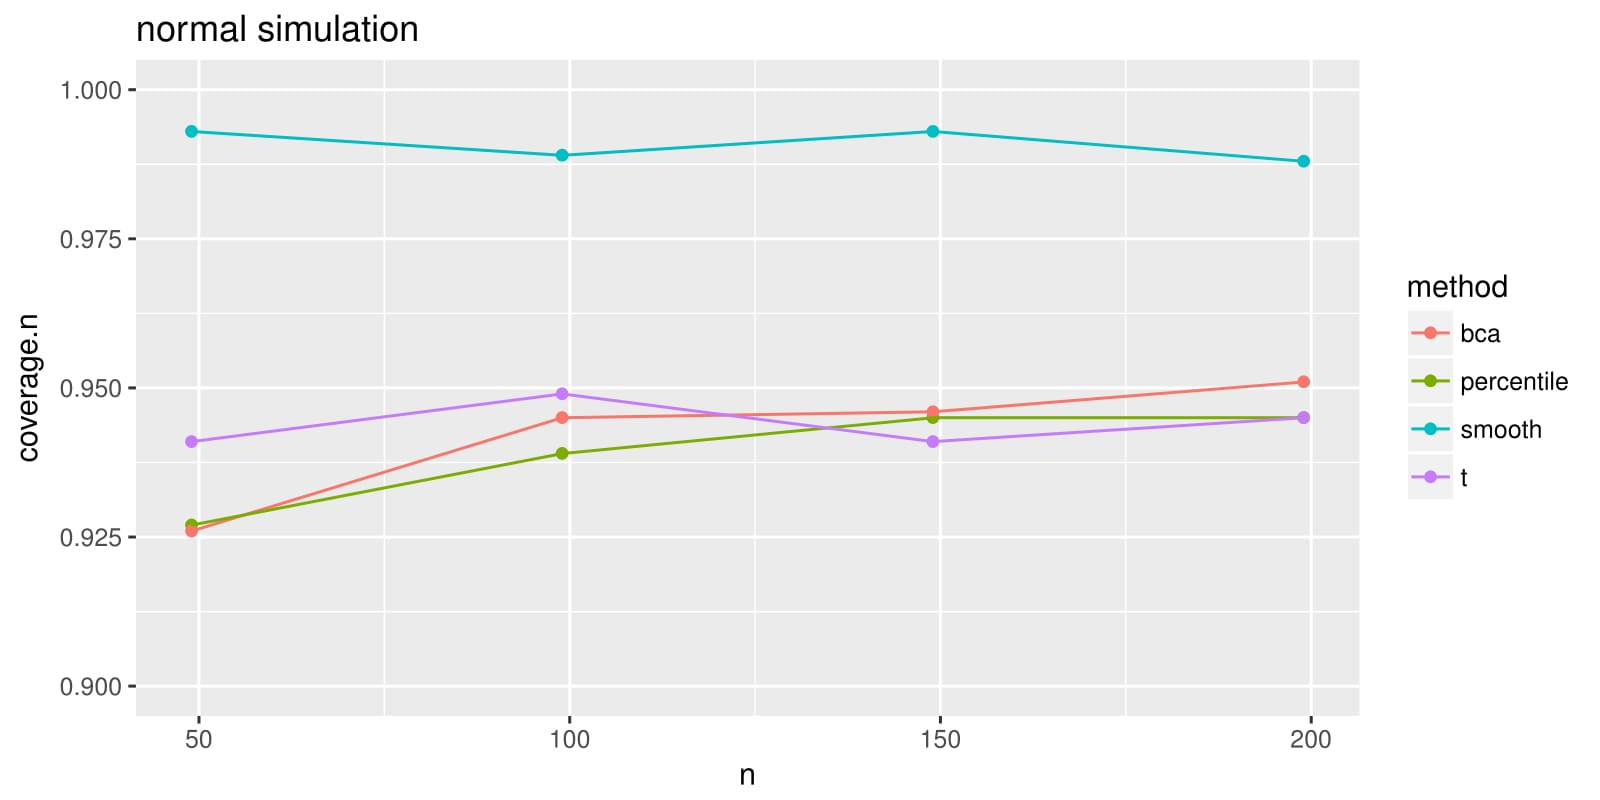 normal simulation
1.000
0.975
0.950
0.925
0.900
coverage.n
50 100 150 200
n
method
bca
percentile
smooth
t